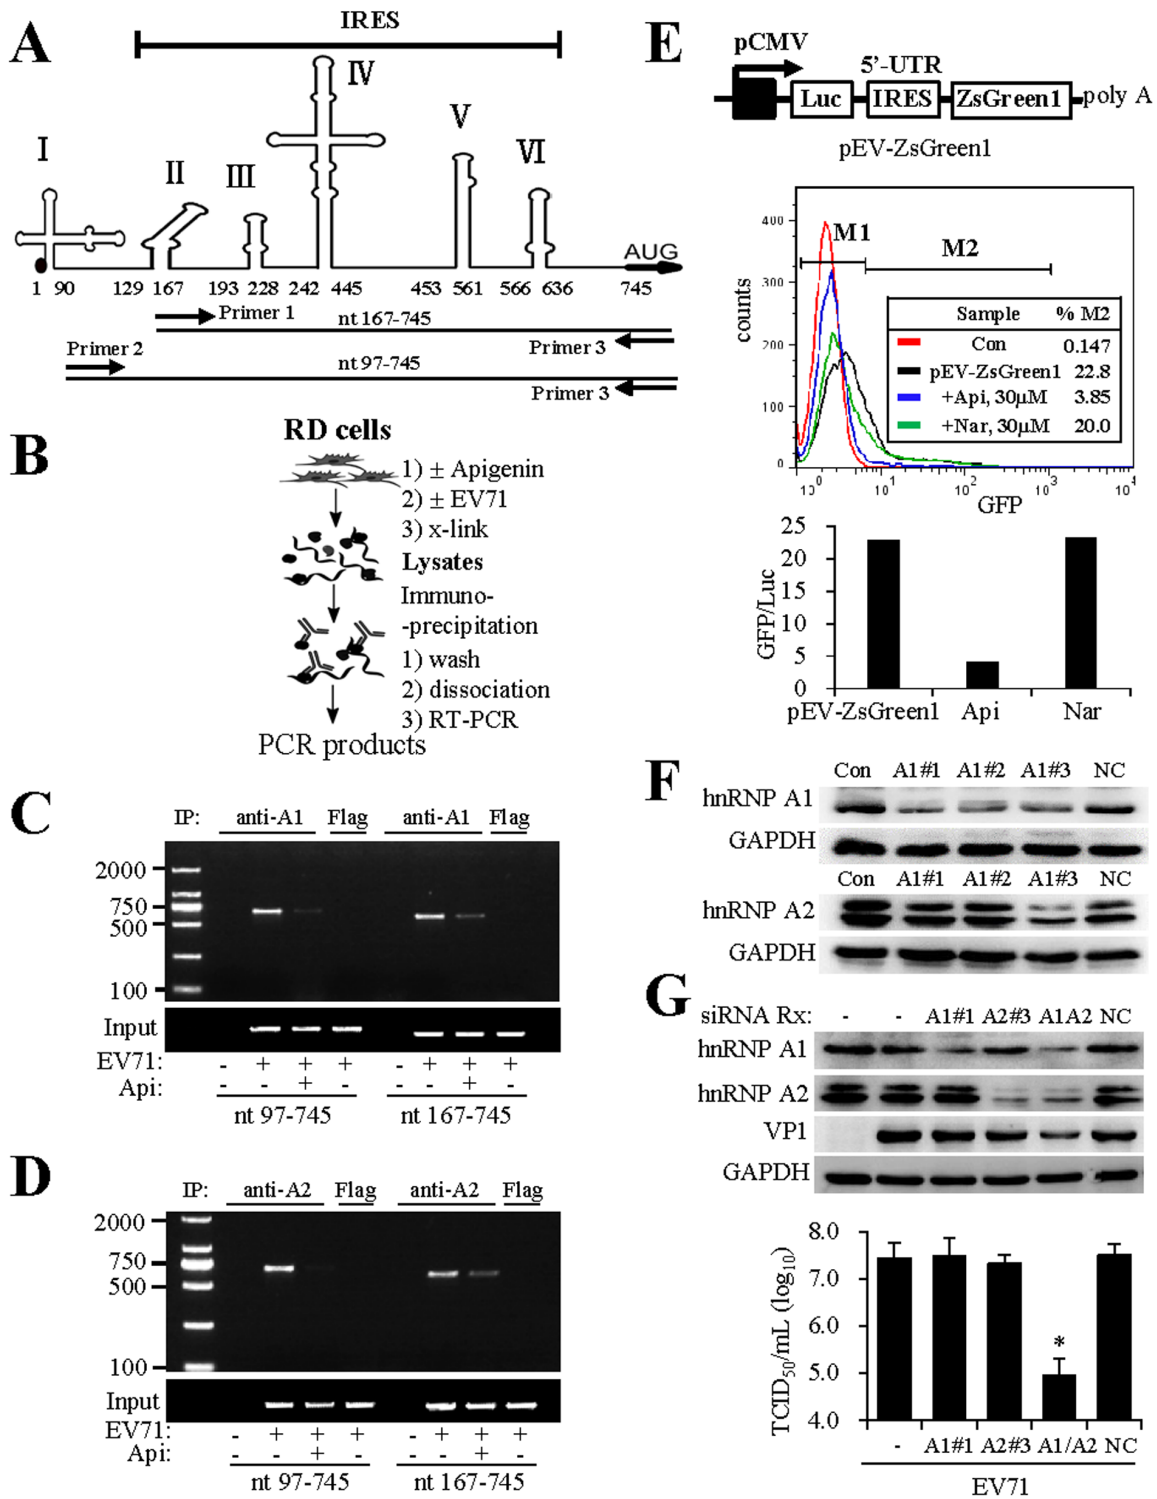 A
IRES
I
II
III
IV
V
VI
AUG
1 90 129 167 193 228 242 445 453 561 566 636 745
Primer 1
nt 167-745
Primer 3
Primer 2
nt 97-745
Primer 3
B
RD cells
1) ± Apigenin
2) ± EV71
3) x-link
Lysates
Immuno-
-precipitation
1) wash
2) dissociation
3) RT-PCR
PCR products
C
IP: anti-A1 Flag anti-A1 Flag
2000
750
500
100
Input
EV71: - + + + - + + +
Api: - - + - - - + -
nt 97-745 nt 167-745
D
IP: anti-A2 Flag anti-A2 Flag
2000
750
500
100
Input
EV71: - + + + - + + +
Api: - - + - - - + -
nt 97-745 nt 167-745
E
pCMV
5’-UTR
Luc IRES ZsGreen1 poly A
pEV-ZsGreen1
M1
M2
counts
400
300
200
100
0
Sample % M2
Con 0.147
pEV-ZsGreen1 22.8
+Api, 30μM 3.85
+Nar, 30μM 20.0
10⁰ 10¹ 10² 10³ 10⁴
GFP
GFP/Luc
25
20
15
10
5
0
pEV-ZsGreen1 Api Nar
F
Con A1#1 A1#2 A1#3 NC
hnRNP A1
GAPDH
Con A1#1 A1#2 A1#3 NC
hnRNP A2
GAPDH
G
siRNA Rx: - - A1#1 A2#3 A1A2 NC
hnRNP A1
hnRNP A2
VP1
GAPDH
TCID₅₀/mL (log₁₀)
8.0
7.0
6.0
5.0
4.0
*
- A1#1 A2#3 A1/A2 NC
EV71